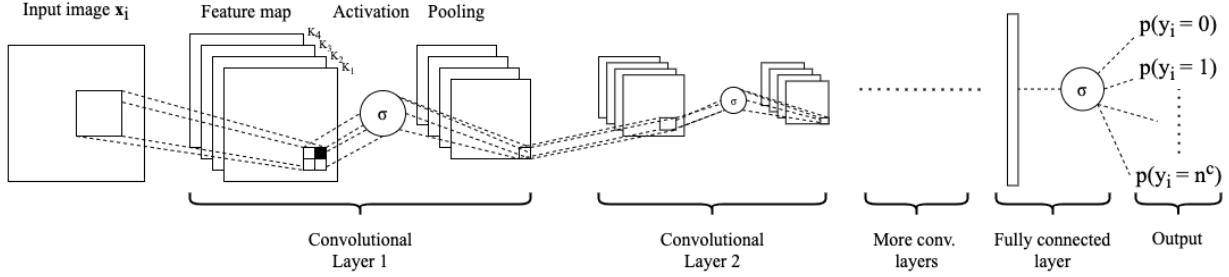 Input image xᵢ
Feature map
Activation
Pooling
K₄
K₃
K₂
K₁
σ
σ
σ
p(yᵢ = 0)
p(yᵢ = 1)
p(yᵢ = nᶜ)
Convolutional
Layer 1
Convolutional
Layer 2
More conv.
layers
Fully connected
layer
Output